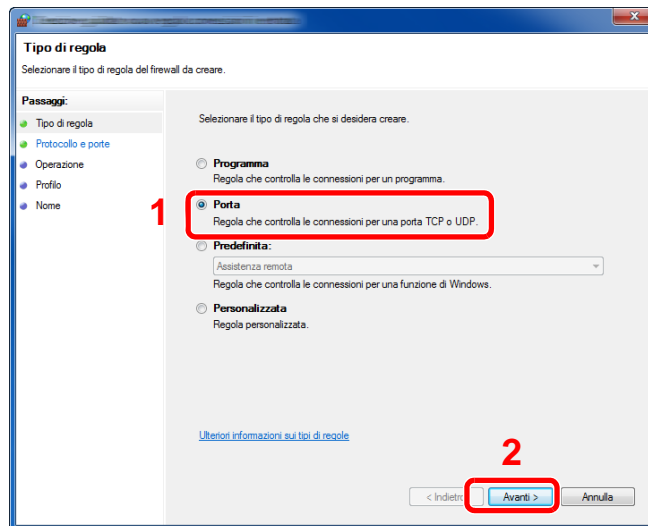 Tipo di regola
Selezionare il tipo di regola del firewall da creare.
Passaggi:
Tipo di regola
Protocollo e porte
Operazione
Profilo
Nome
Selezionare il tipo di regola che si desidera creare.
Programma
Regola che controlla le connessioni per un programma.
1
Porta
Regola che controlla le connessioni per una porta TCP o UDP.
Predefinita:
Assistenza remota
Regola che controlla le connessioni per una funzione di Windows.
Personalizzata
Regola personalizzata.
Ulteriori informazioni sui tipi di regole
2
< Indietro
Avanti >
Annulla